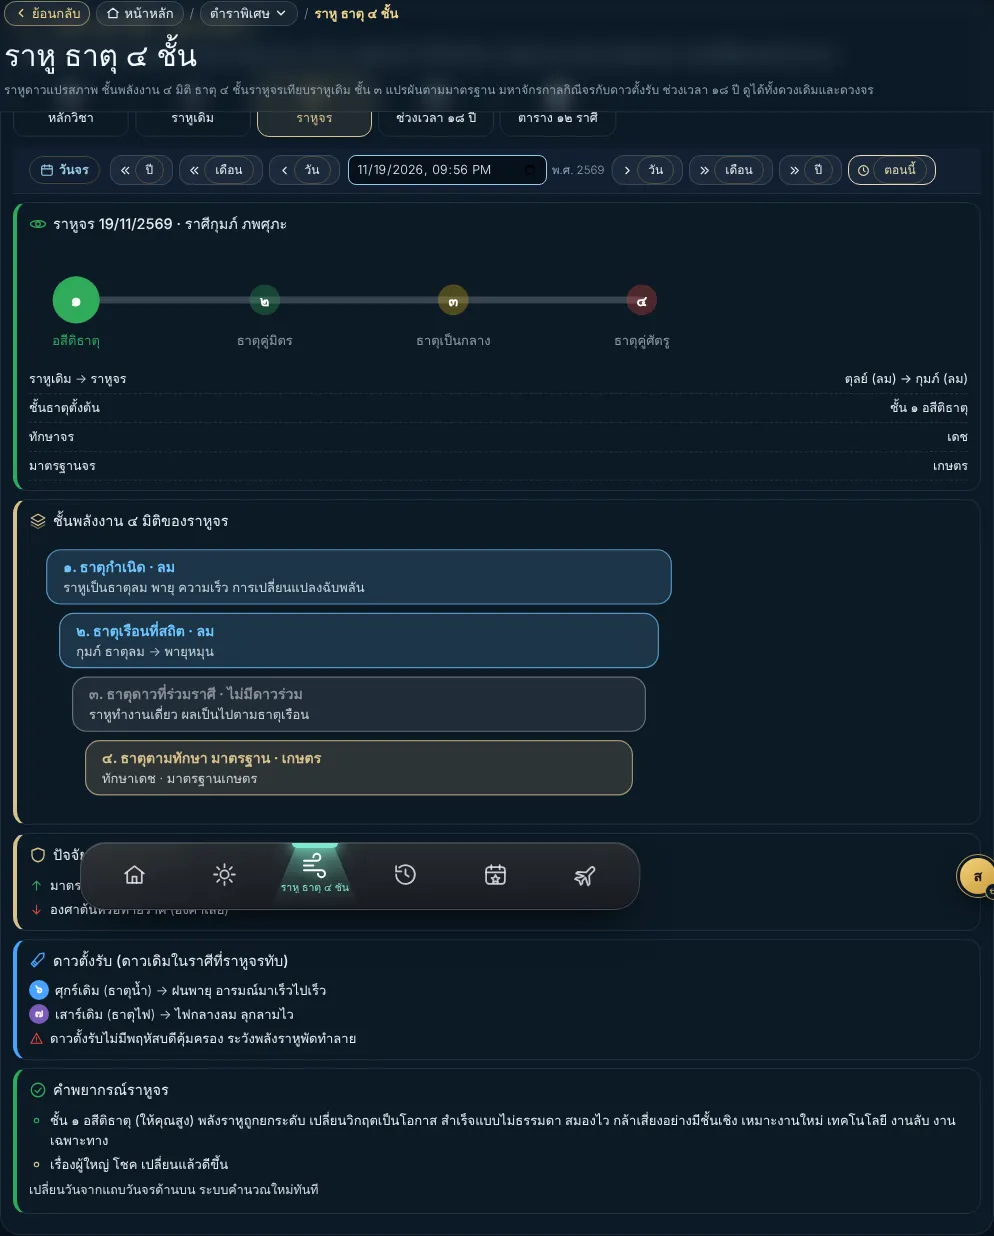 ย้อนกลับ หน้าหลัก / ตำราพิเศษ / ราหู ธาตุ ๔ ชั้น
ราหู ธาตุ ๔ ชั้น
ราหูดาวแปรสภาพ ชั้นพลังงาน ๔ มิติ ธาตุ ๔ ชั้นราหูจรเทียบราหูเดิม ชั้น ๓ แปรผันตามมาตรฐาน มหาจักรกาลกิณีจรกับดาวตั้งรับ ช่วงเวลา ๑๘ ปี ดูได้ทั้งดวงเดิมและดวงจร
หลักวิชา ราหูเดิม ราหูจร ช่วงเวลา ๑๘ ปี ตาราง ๑๒ ราศี
วันจร « ปี « เดือน ‹ วัน 11/19/2026, 09:56 PM พ.ศ. 2569 › วัน » เดือน » ปี ตอนนี้
ราหูจร 19/11/2569 · ราศีกุมภ์ ภพศุภะ
๑ ๒ ๓ ๔
อสีติธาตุ ธาตุคู่มิตร ธาตุเป็นกลาง ธาตุคู่ศัตรู
ราหูเดิม → ราหูจร ตุลย์ (ลม) → กุมภ์ (ลม)
ชั้นธาตุตั้งต้น ชั้น ๑ อสีติธาตุ
ทักษาจร เดช
มาตรฐานจร เกษตร
ชั้นพลังงาน ๔ มิติของราหูจร
๑. ธาตุกำเนิด · ลม
ราหูเป็นธาตุลม พายุ ความเร็ว การเปลี่ยนแปลงฉับพลัน
๒. ธาตุเรือนที่สถิต · ลม
กุมภ์ ธาตุลม → พายุหมุน
๓. ธาตุดาวที่ร่วมราศี · ไม่มีดาวร่วม
ราหูทำงานเดี่ยว ผลเป็นไปตามธาตุเรือน
๔. ธาตุตามทักษา มาตรฐาน · เกษตร
ทักษาเดช · มาตรฐานเกษตร
ปัจจัย
↑ มาตร
ราหู ธาตุ ๔ ชั้น
ส
ดาวตั้งรับ (ดาวเดิมในราศีที่ราหูจรทับ)
๖ ศุกร์เดิม (ธาตุน้ำ) → ฝนพายุ อารมณ์มาเร็วไปเร็ว
๗ เสาร์เดิม (ธาตุไฟ) → ไฟกลางลม ลุกลามไว
ดาวตั้งรับไม่มีพฤหัสบดีคุ้มครอง ระวังพลังราหูพัดทำลาย
คำพยากรณ์ราหูจร
ชั้น ๑ อสีติธาตุ (ให้คุณสูง) พลังราหูถูกยกระดับ เปลี่ยนวิกฤตเป็นโอกาส สำเร็จแบบไม่ธรรมดา สมองไว กล้าเสี่ยงอย่างมีชั้นเชิง เหมาะงานใหม่ เทคโนโลยี งานลับ งาน
เฉพาะทาง
เรื่องผู้ใหญ่ โชค เปลี่ยนแล้วดีขึ้น
เปลี่ยนวันจากแถบวันจรด้านบน ระบบคำนวณใหม่ทันที